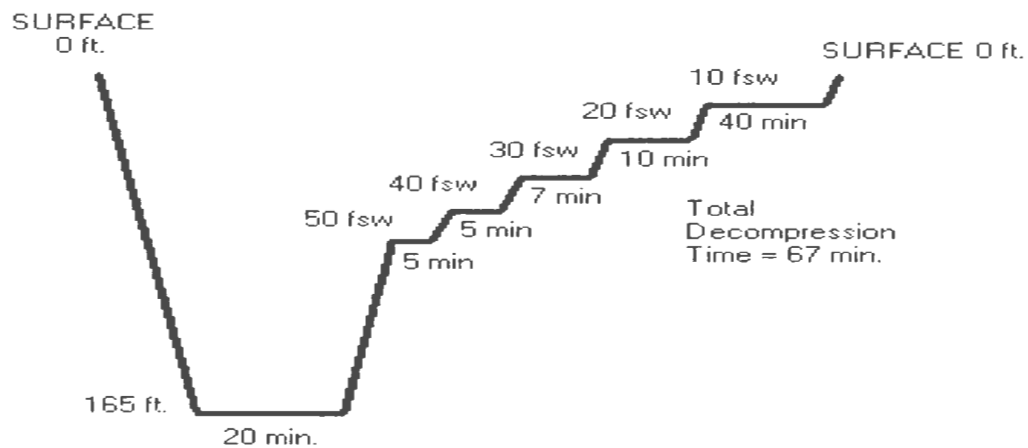 SURFACE
0 ft.
SURFACE 0 ft.
10 fsw
40 min
20 fsw
10 min
30 fsw
7 min
40 fsw
5 min
50 fsw
5 min
Total
Decompression
Time = 67 min.
165 ft.
20 min.